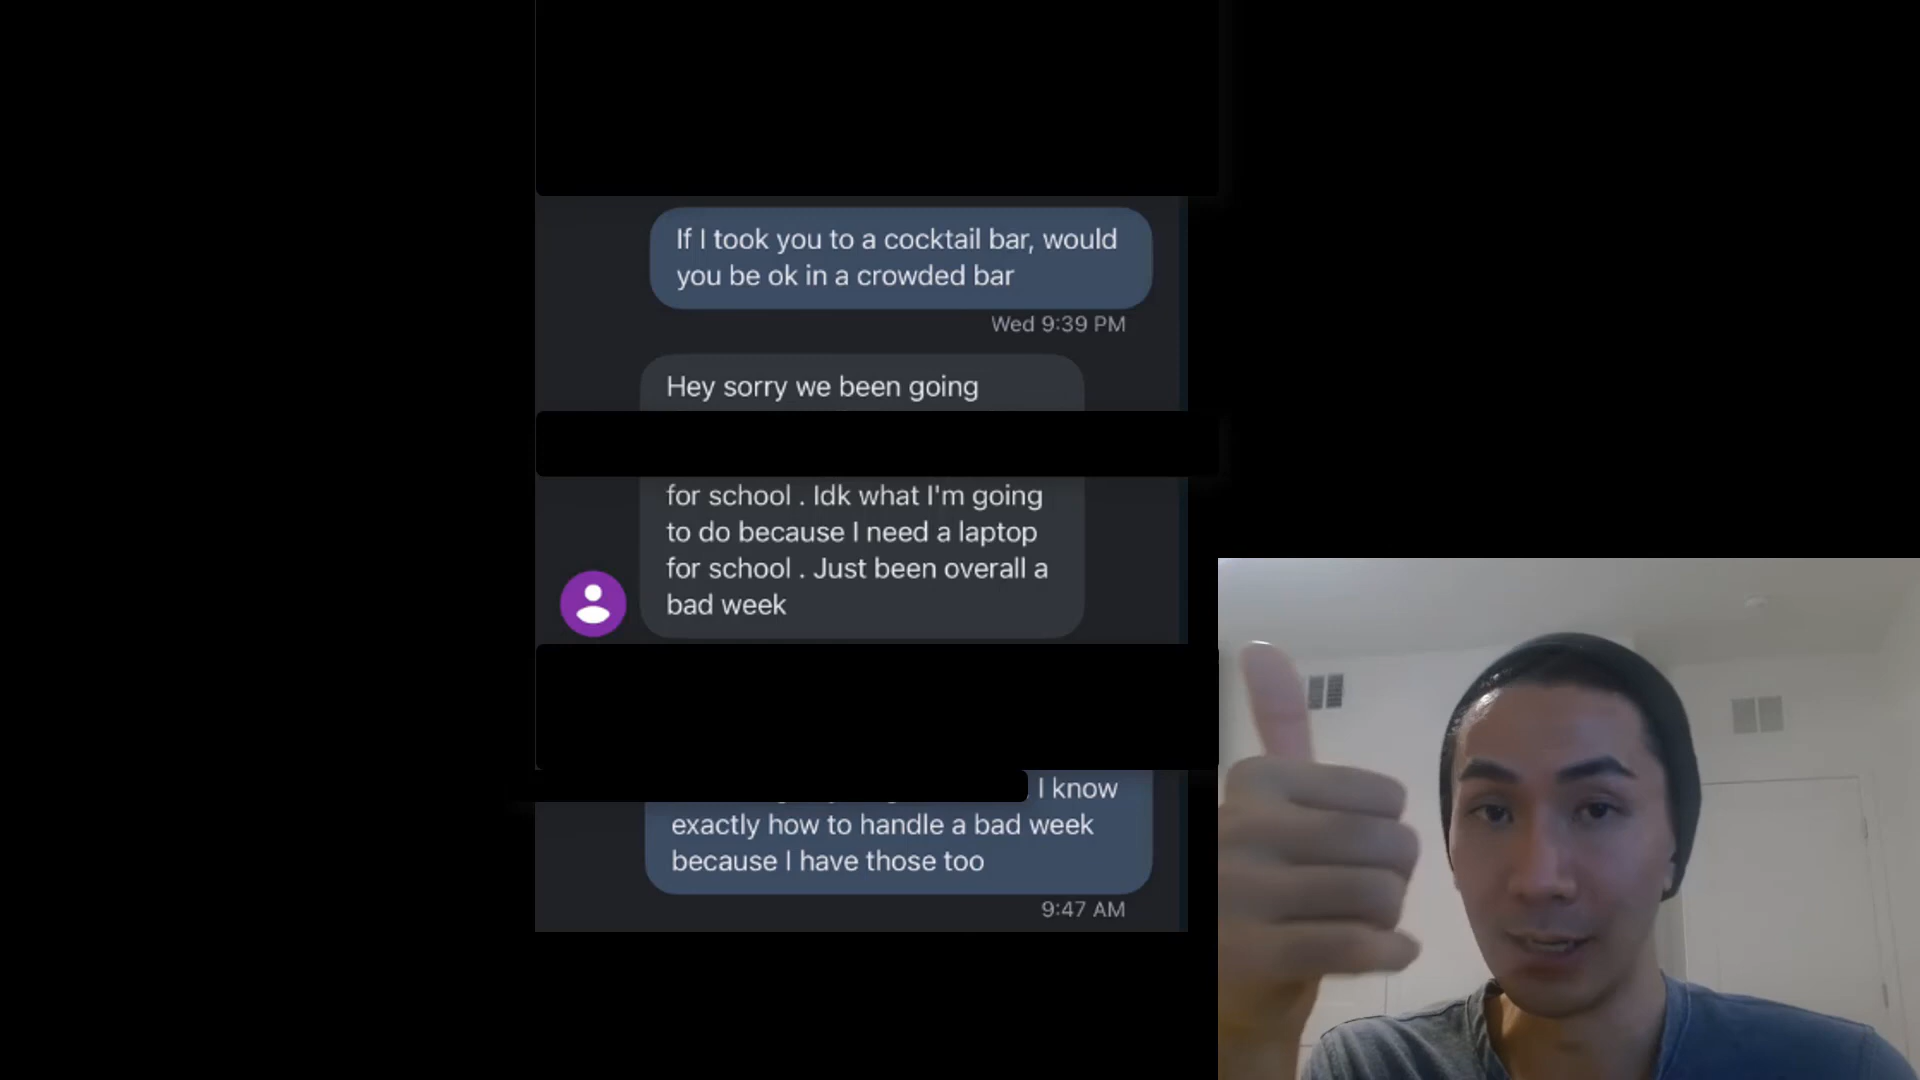 If I took you to a cocktail bar, would
you be ok in a crowded bar
Wed 9:39 PM
Hey sorry we been going
for school . Idk what I'm going
to do because I need a laptop
for school . Just been overall a
bad week
I know
exactly how to handle a bad week
because I have those too
9:47 AM